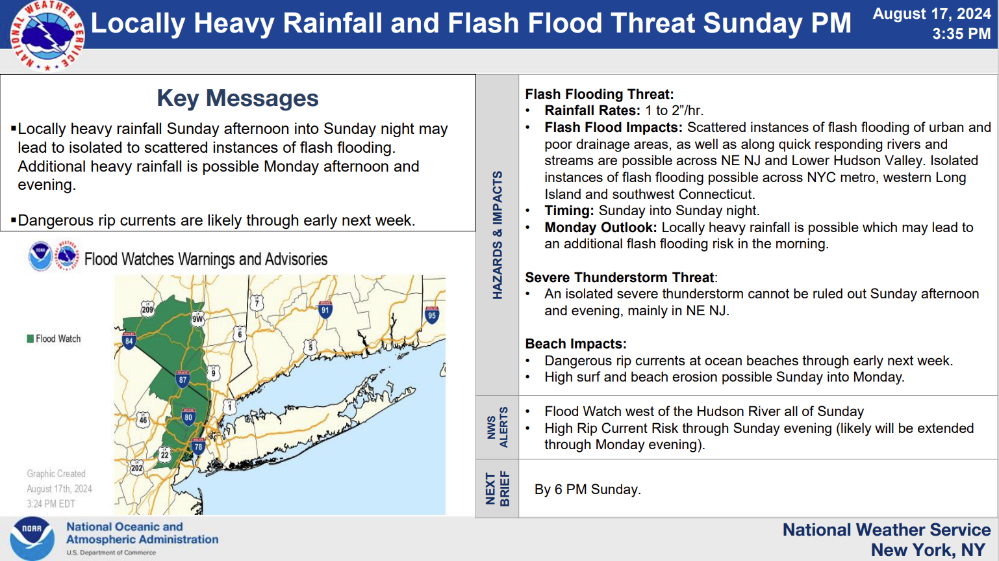 Locally Heavy Rainfall and Flash Flood Threat Sunday PM
August 17, 2024
3:35 PM
NATIONAL WEATHER SERVICE
Key Messages
▪Locally heavy rainfall Sunday afternoon into Sunday night may
lead to isolated to scattered instances of flash flooding.
Additional heavy rainfall is possible Monday afternoon and
evening.
▪Dangerous rip currents are likely through early next week.
NOAA
Flood Watches Warnings and Advisories
Flood Watch
209
9W
7
91
95
84
6
5
87
9
1
46
80
78
22
202
Graphic Created
August 17th, 2024
3:24 PM EDT
HAZARDS & IMPACTS
Flash Flooding Threat:
• Rainfall Rates: 1 to 2”/hr.
• Flash Flood Impacts: Scattered instances of flash flooding of urban and
poor drainage areas, as well as along quick responding rivers and
streams are possible across NE NJ and Lower Hudson Valley. Isolated
instances of flash flooding possible across NYC metro, western Long
Island and southwest Connecticut.
• Timing: Sunday into Sunday night.
• Monday Outlook: Locally heavy rainfall is possible which may lead to
an additional flash flooding risk in the morning.
Severe Thunderstorm Threat:
• An isolated severe thunderstorm cannot be ruled out Sunday afternoon
and evening, mainly in NE NJ.
Beach Impacts:
• Dangerous rip currents at ocean beaches through early next week.
• High surf and beach erosion possible Sunday into Monday.
NWS
ALERTS
• Flood Watch west of the Hudson River all of Sunday
• High Rip Current Risk through Sunday evening (likely will be extended
through Monday evening).
NEXT
BRIEF
By 6 PM Sunday.
NOAA
National Oceanic and
Atmospheric Administration
U.S. Department of Commerce
National Weather Service
New York, NY